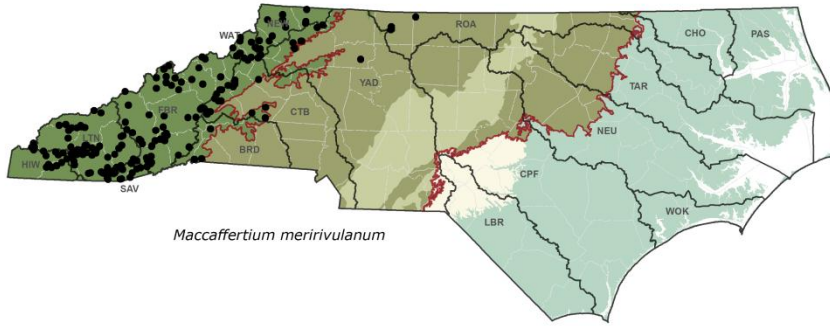 WAT
NEW
ROA
CHO
PAS
YAD
TAR
FBR
CTB
LTN
NEU
HIW
BRD
SAV
CPF
LBR
WOK
Maccaffertium meririvulanum